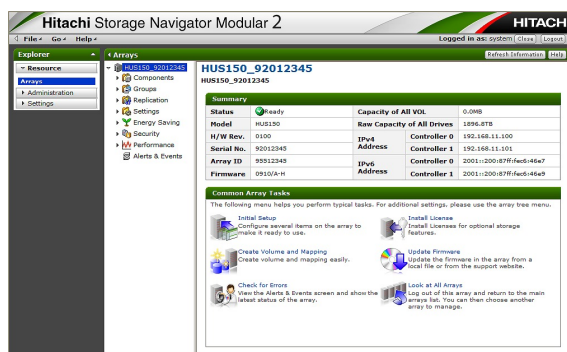 Hitachi Storage Navigator Modular 2
HITACH
File Go Help
Logged in as: system Close Logout
Explorer
Arrays
Refresh Information Help
Resource
Arrays
Administration
Settings
HUS150_92012345
Components
Groups
Replication
Settings
Energy Saving
Security
Performance
Alerts & Events
HUS150_92012345
HUS150_92012345
Summary
Status Ready Capacity of All VOL 0.0MB
Model HUS150 Raw Capacity of All Drives 1896.8TB
H/W Rev. 0100 IPv4 Address Controller 0 192.168.11.100
Serial No. 92012345 Controller 1 192.168.11.101
Array ID 95512345 IPv6 Address Controller 0 2001::200:87ff:fec6:46e7
Firmware 0910/A-H Controller 1 2001::200:87ff:fec6:46e9
Common Array Tasks
The following menu helps you perform typical tasks. For additional settings, please use the array tree menu.
Initial Setup
Configure several items on the array to
make it ready to use.
Install License
Install Licenses for optional storage
features.
Create Volume and Mapping
Create volume and mapping easily.
Update Firmware
Update the firmware in the array from a
local file or from the support website.
Check for Errors
View the Alerts & Events screen and show the
latest status of the array.
Look at All Arrays
Log out of this array and return to the main
arrays list. You can then choose another
array to manage.